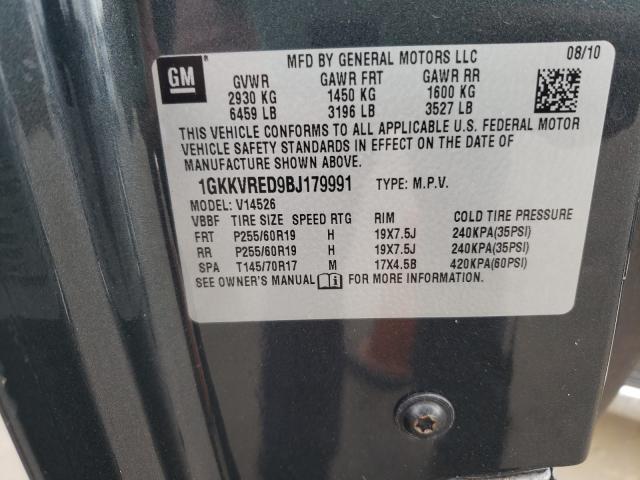 GM
MFD BY GENERAL MOTORS LLC 08/10
GVWR GAWR FRT GAWR RR
2930 KG 1450 KG 1600 KG
6459 LB 3196 LB 3527 LB
THIS VEHICLE CONFORMS TO ALL APPLICABLE U.S. FEDERAL MOTOR
VEHICLE SAFETY STANDARDS IN EFFECT ON THE DATE OF
MANUFACTURE SHOWN ABOVE.
1GKKVRED9BJ179991 TYPE: M.P.V.
MODEL: V14526
VBBF TIRE SIZE SPEED RTG RIM COLD TIRE PRESSURE
FRT P255/60R19 H 19X7.5J 240KPA(35PSI)
RR P255/60R19 H 19X7.5J 240KPA(35PSI)
SPA T145/70R17 M 17X4.5B 420KPA(60PSI)
SEE OWNER'S MANUAL FOR MORE INFORMATION.